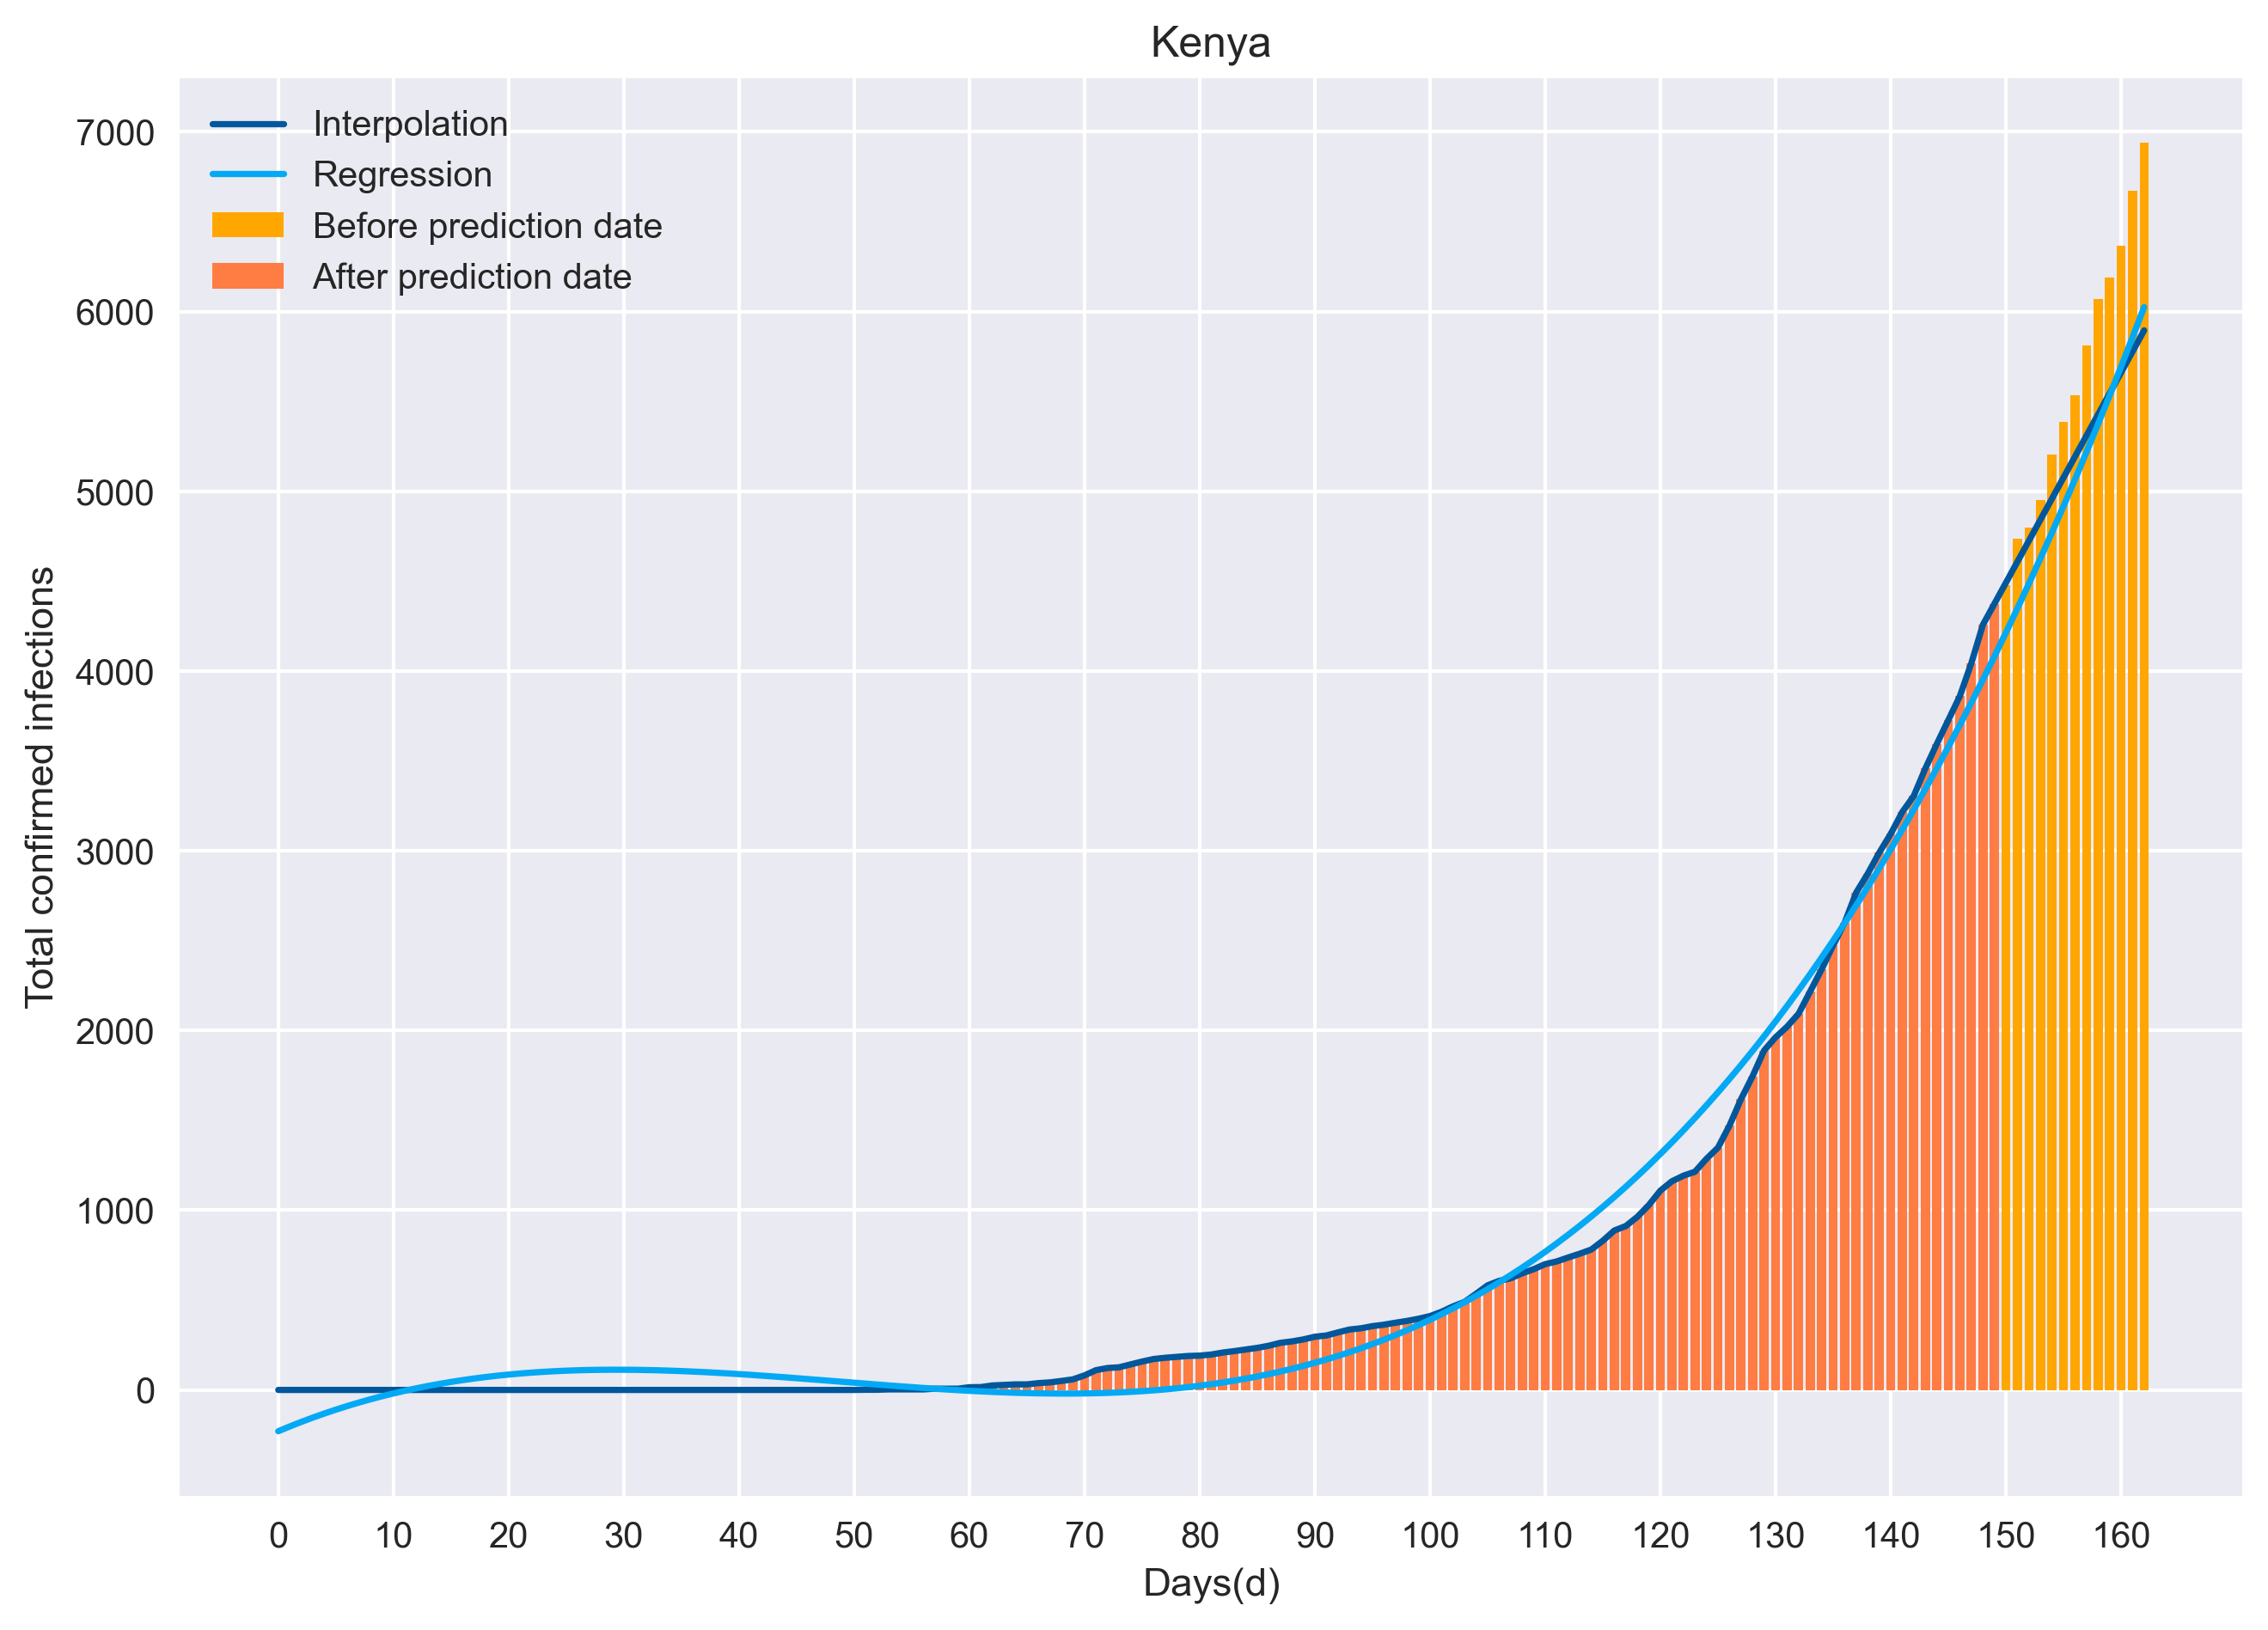 Kenya
Interpolation
Regression
Before prediction date
After prediction date
7000
6000
5000
4000
3000
2000
1000
0
Total confirmed infections
0 10 20 30 40 50 60 70 80 90 100 110 120 130 140 150 160
Days(d)